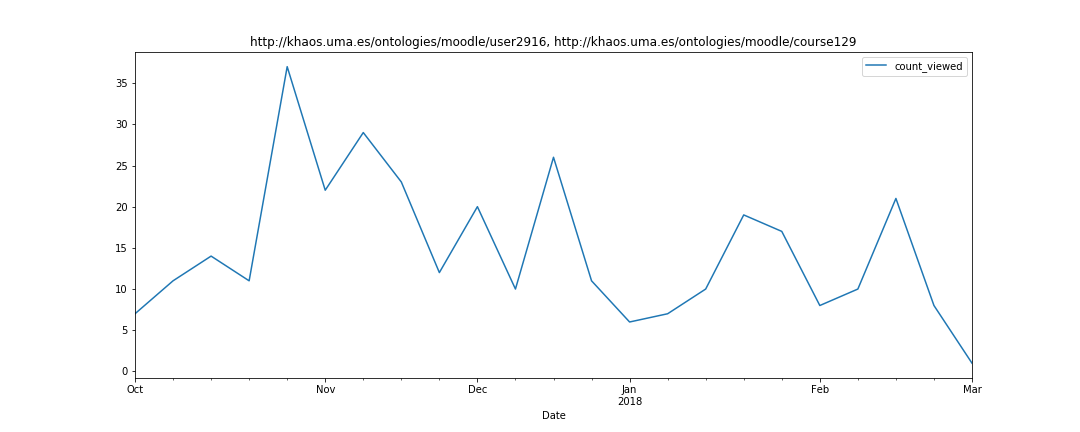 http://khaos.uma.es/ontologies/moodle/user2916, http://khaos.uma.es/ontologies/moodle/course129
count_viewed
35
30
25
20
15
10
5
0
Oct
Nov
Dec
Jan
2018
Feb
Mar
Date